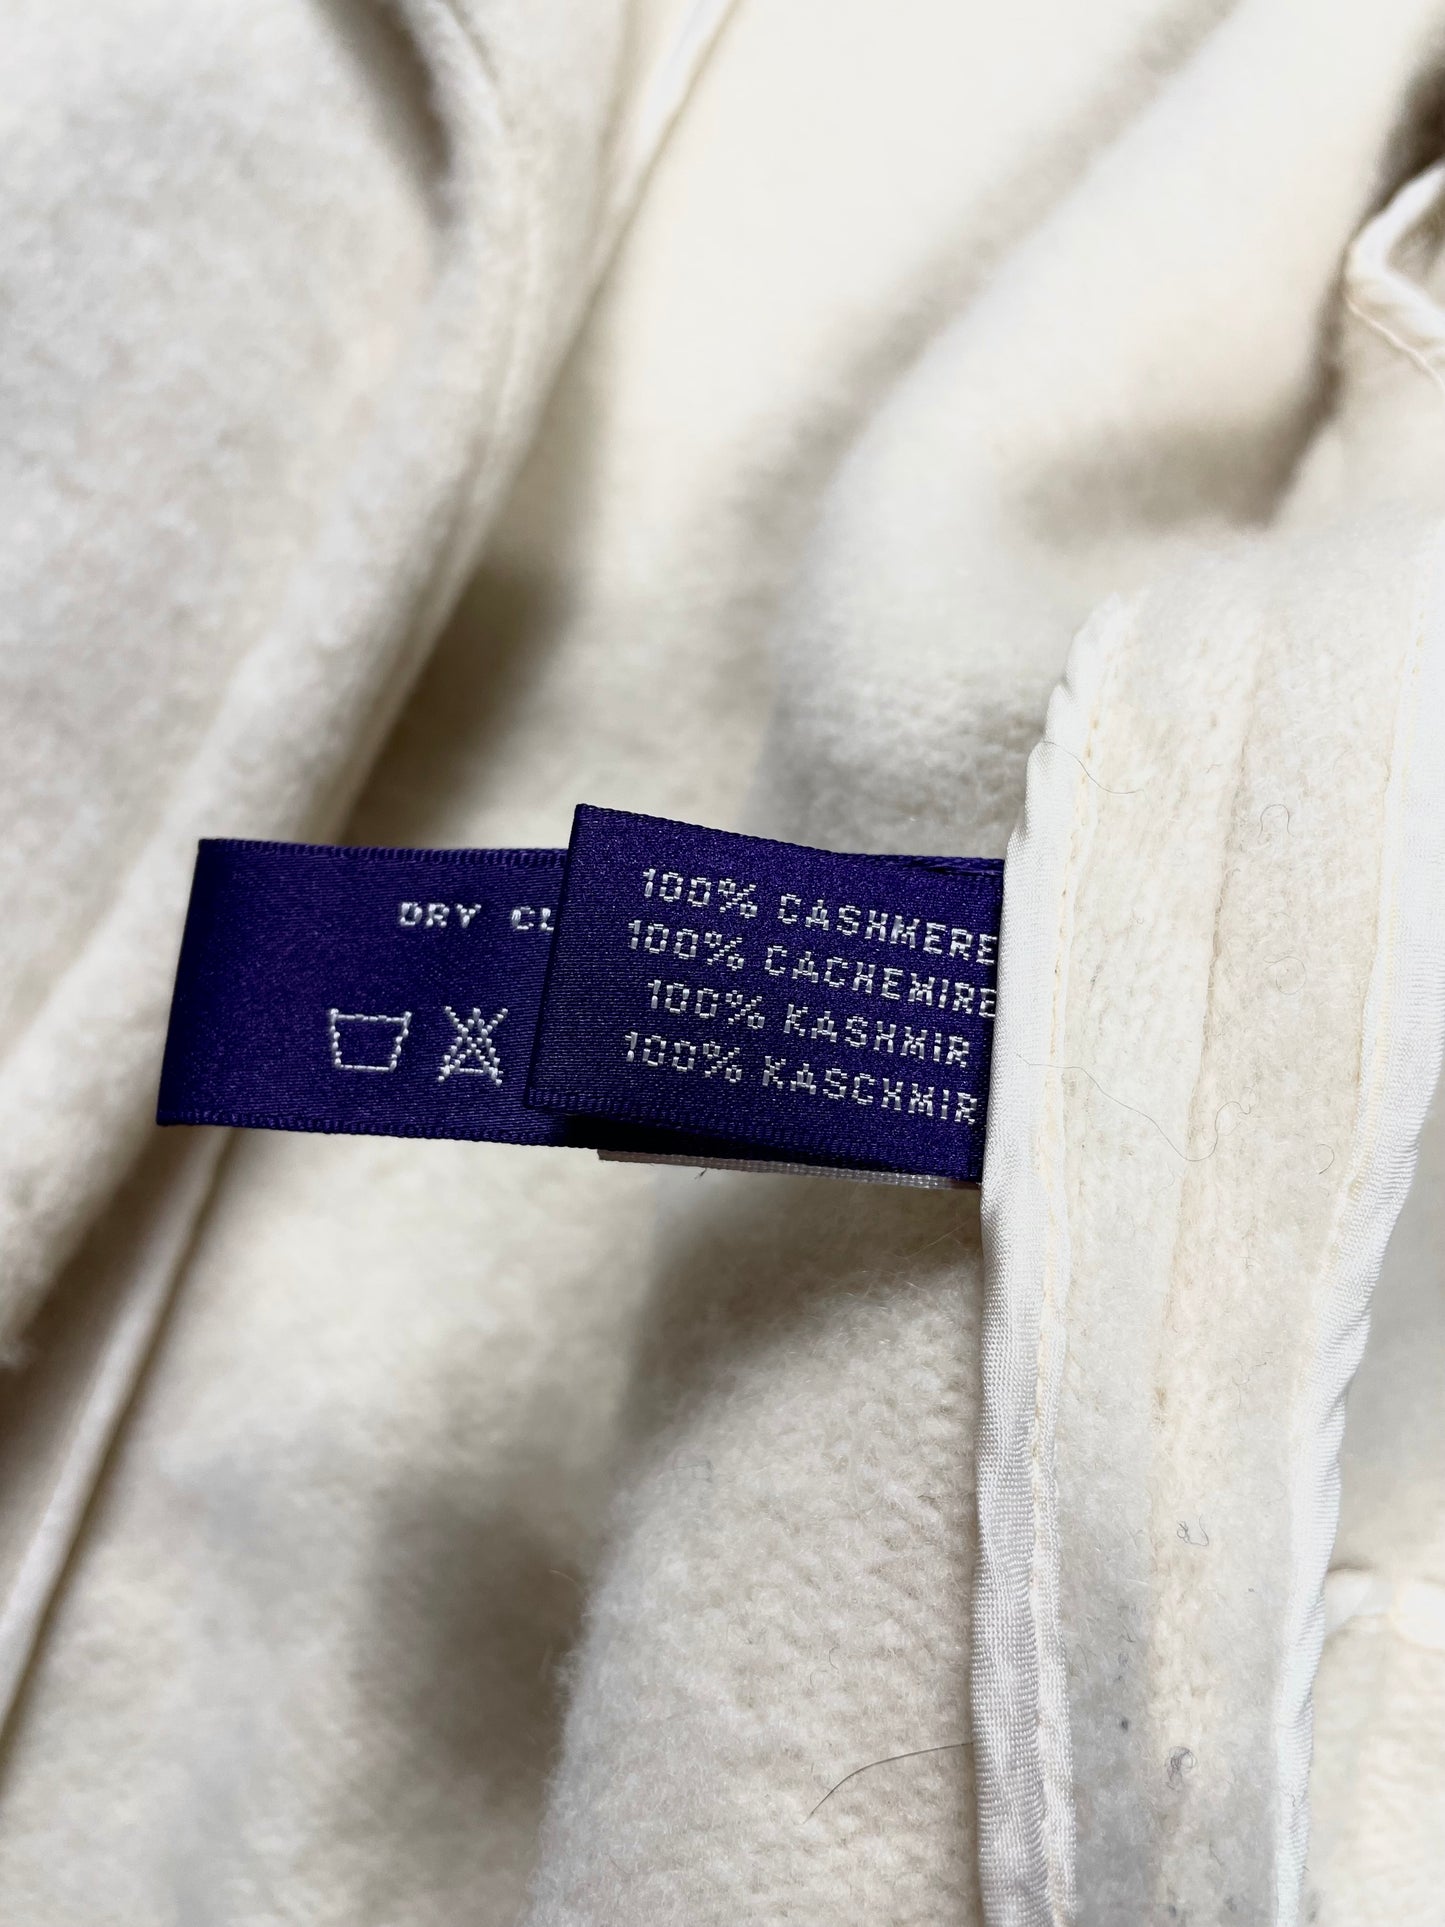 DRY
100% CASHMERE
100% CACHEMIRE
100% KASHMIR
100% KASCHMIR